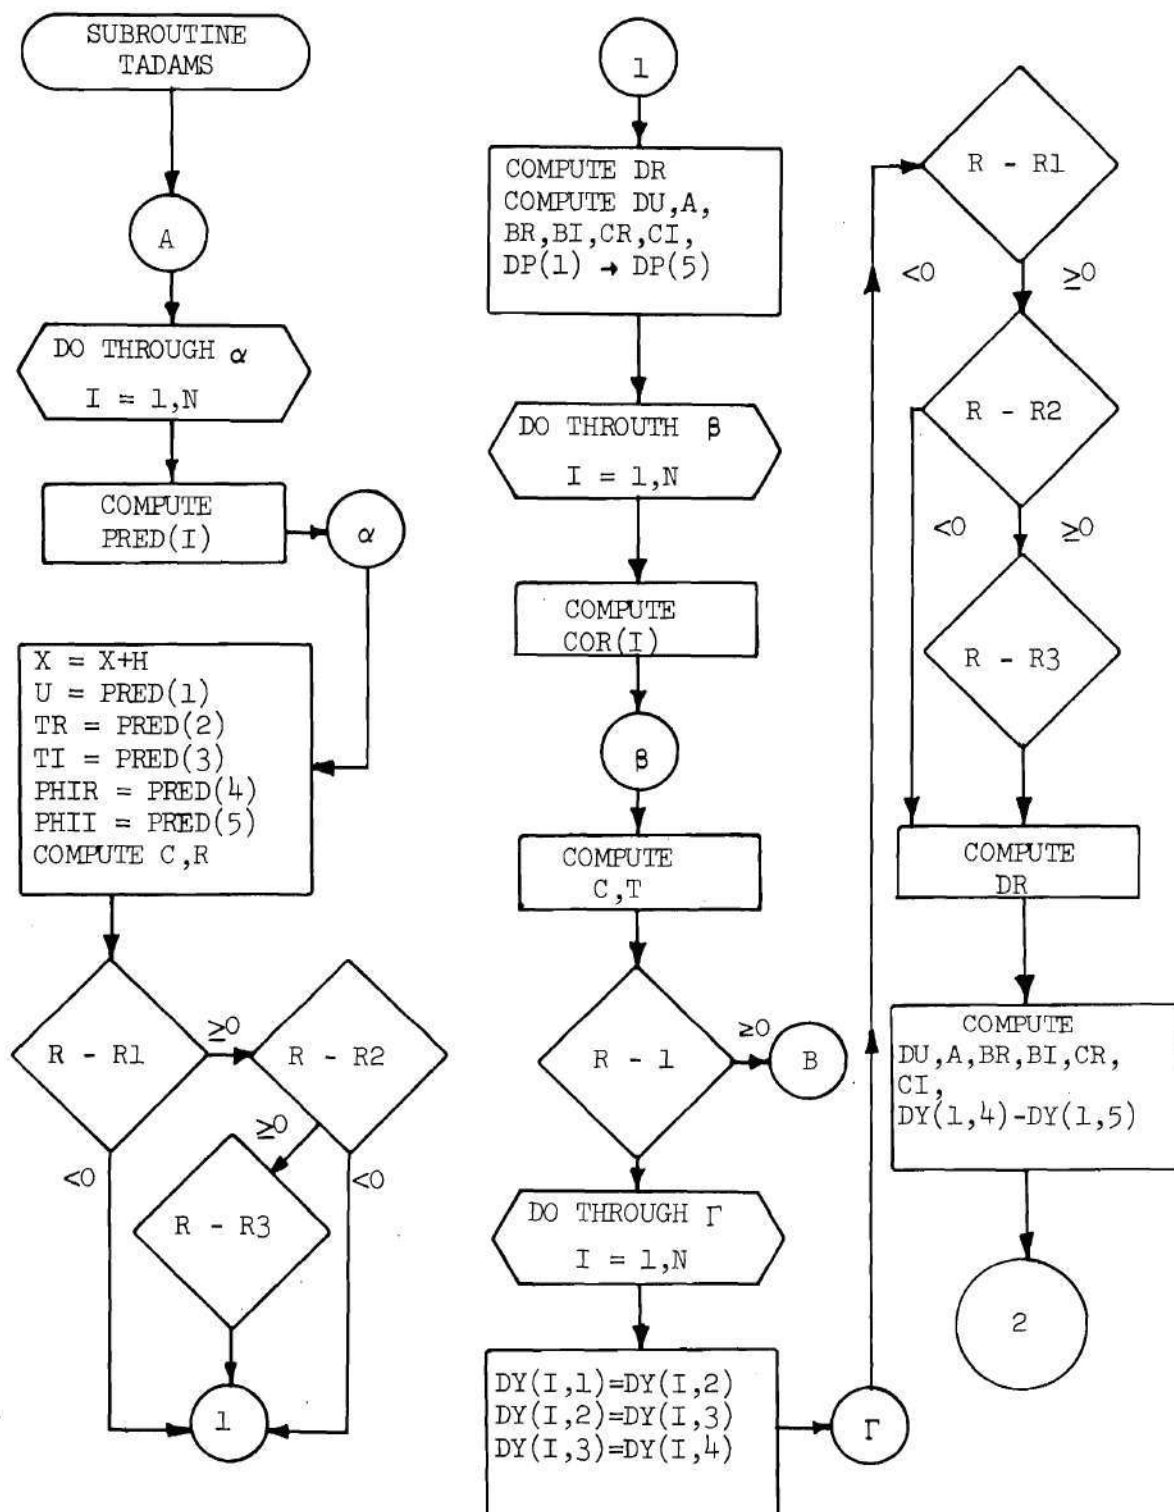 SUBROUTINE
TADAMS
A
DO THROUGH α
I = 1,N
COMPUTE
PRED(I)
α
X = X+H
U = PRED(1)
TR = PRED(2)
TI = PRED(3)
PHIR = PRED(4)
PHII = PRED(5)
COMPUTE C,R
R - R1
≥0
R - R2
<0
≥0
<0
R - R3
1
1
COMPUTE DR
COMPUTE DU,A,
BR,BI,CR,CI,
DP(1) → DP(5)
DO THROUTH β
I = 1,N
COMPUTE
COR(I)
β
COMPUTE
C,T
R - 1
≥0
B
DO THROUGH Γ
I = 1,N
DY(I,1)=DY(I,2)
DY(I,2)=DY(I,3)
DY(I,3)=DY(I,4)
Γ
R - R1
<0
≥0
R - R2
<0
≥0
R - R3
COMPUTE
DR
COMPUTE
DU,A,BR,BI,CR,
CI,
DY(1,4)-DY(1,5)
2